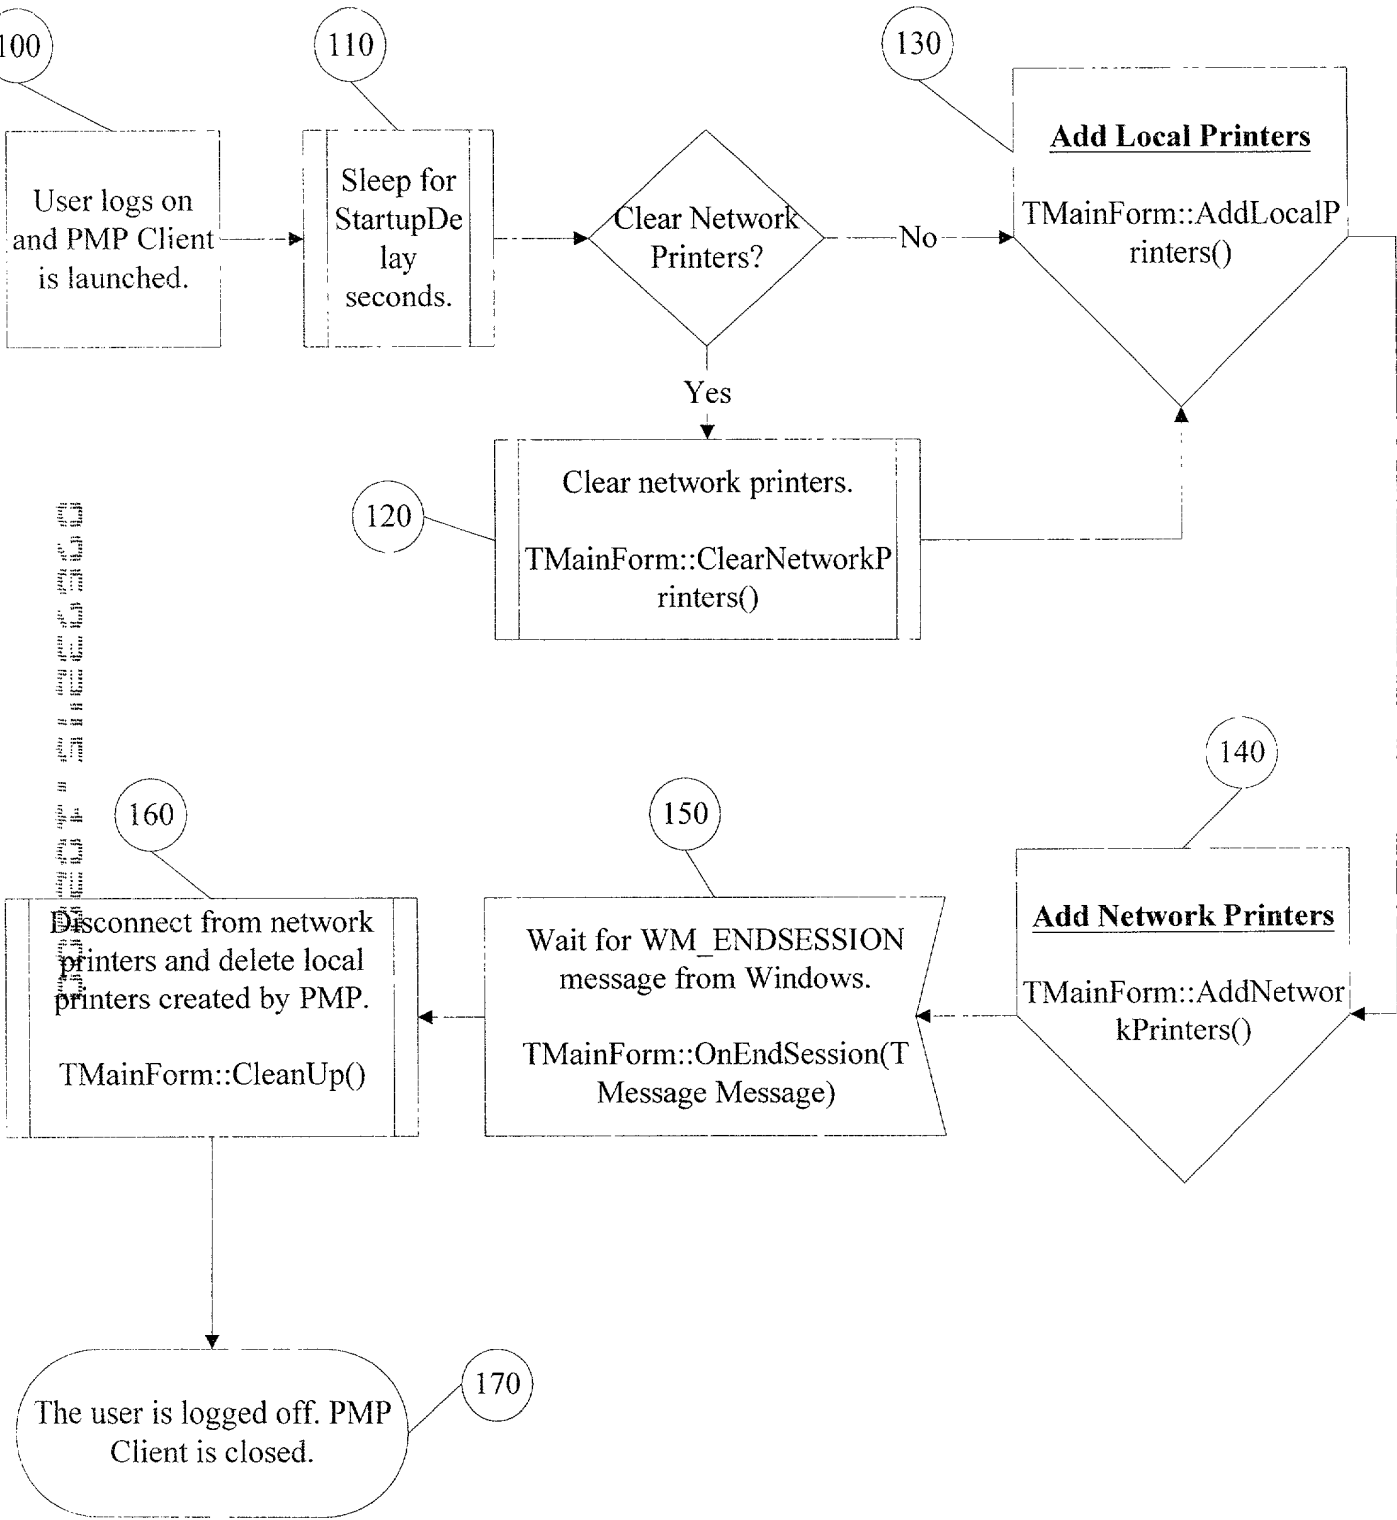 100
110
130
User logs on
and PMP Client
is launched.
Sleep for
StartupDe
lay
seconds.
Clear Network
Printers?
No
Yes
Add Local Printers
TMainForm::AddLocalP
rinters()
120
Clear network printers.
TMainForm::ClearNetworkP
rinters()
140
Add Network Printers
TMainForm::AddNetwor
kPrinters()
150
Wait for WM_ENDSESSION
message from Windows.
TMainForm::OnEndSession(T
Message Message)
160
Disconnect from network
printers and delete local
printers created by PMP.
TMainForm::CleanUp()
170
The user is logged off. PMP
Client is closed.